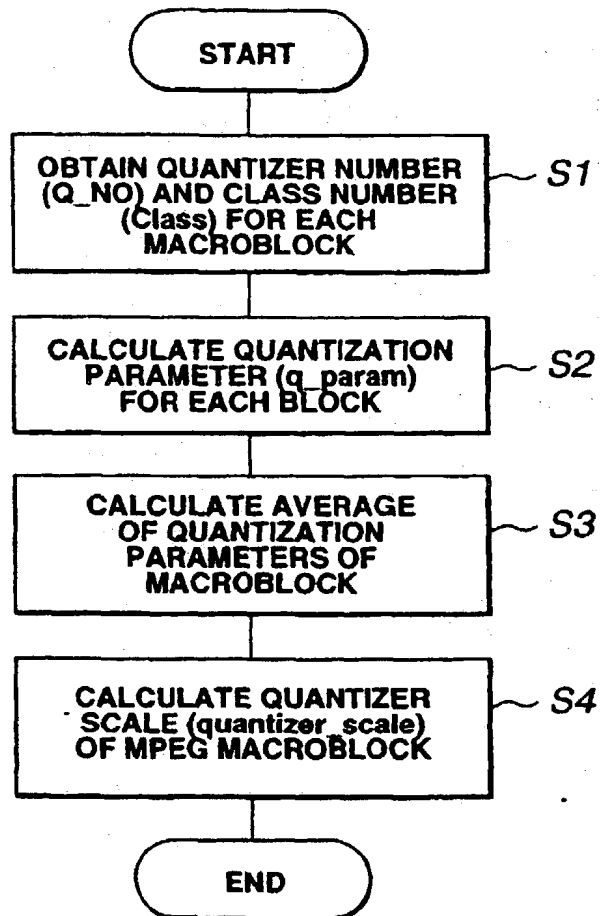 START
OBTAIN QUANTIZER NUMBER
(Q_NO) AND CLASS NUMBER
(Class) FOR EACH
MACROBLOCK
S1
CALCULATE QUANTIZATION
PARAMETER (q_param)
FOR EACH BLOCK
S2
CALCULATE AVERAGE
OF QUANTIZATION
PARAMETERS OF
MACROBLOCK
S3
CALCULATE QUANTIZER
SCALE (quantizer_scale)
OF MPEG MACROBLOCK
S4
END